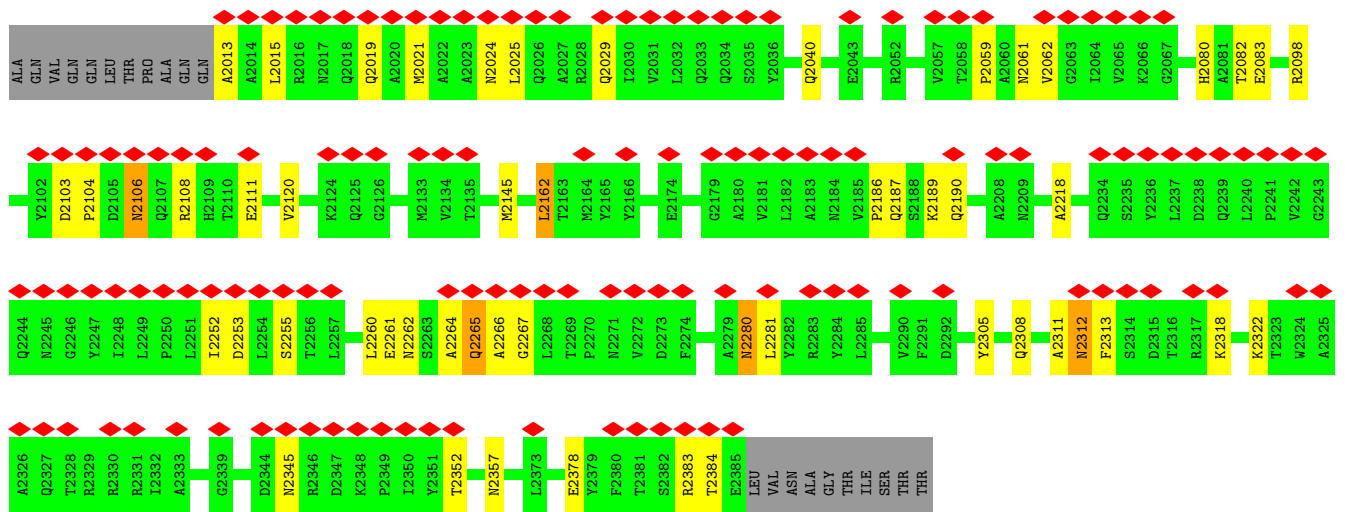 ALA GLN VAL GLN GLN LEU THR PRO ALA GLN GLN A2013 A2014 L2015 R2016 N2017 Q2018 Q2019 A2020 M2021 A2022 A2023 N2024 L2025 Q2026 A2027 R2028 Q2029 I2030 V2031 L2032 Q2033 Q2034 S2035 Y2036 Q2040 E2043 R2052 V2057 T2058 P2059 A2060 N2061 V2062 G2063 I2064 V2065 K2066 G2067 H2080 A2081 T2082 E2083 R2098
Y2102 D2103 P2104 D2105 N2106 Q2107 R2108 H2109 T2110 E2111 V2120 K2124 Q2125 G2126 M2133 V2134 T2135 M2145 L2162 T2163 M2164 Y2165 Y2166 E2174 G2179 A2180 V2181 L2182 A2183 N2184 V2185 P2186 Q2187 S2188 K2189 Q2190 A2208 N2209 A2218 Q2234 S2235 Y2236 L2237 D2238 Q2239 L2240 P2241 V2242 G2243
Q2244 N2245 G2246 Y2247 I2248 L2249 P2250 L2251 I2252 D2253 L2254 S2255 T2256 L2257 L2260 E2261 N2262 S2263 A2264 Q2265 A2266 G2267 L2268 T2269 P2270 N2271 V2272 D2273 F2274 A2279 N2280 L2281 Y2282 R2283 Y2284 L2285 V2290 F2291 D2292 Y2305 Q2308 A2311 N2312 F2313 S2314 D2315 T2316 R2317 K2318 K2322 T2323 W2324 A2325
A2326 Q2327 T2328 R2329 R2330 R2331 I2332 A2333 G2339 D2344 N2345 R2346 D2347 K2348 P2349 I2350 Y2351 T2352 N2357 L2373 E2378 Y2379 F2380 T2381 S2382 R2383 T2384 E2385 LEU VAL ASN ALA GLY THR ILE SER THR THR